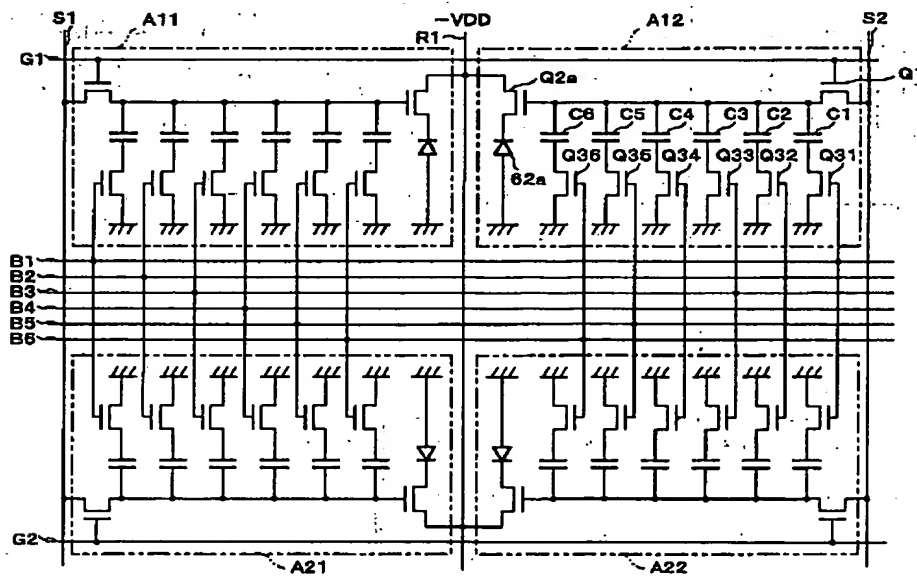 S1 A11 -VDD A12 S2
R1
G1
Q2a Q1
C6 C5 C4 C3 C2 C1
Q36 Q35 Q34 Q33 Q32 Q31
62a
B1
B2
B3
B4
B5
B6
G2
A21 A22